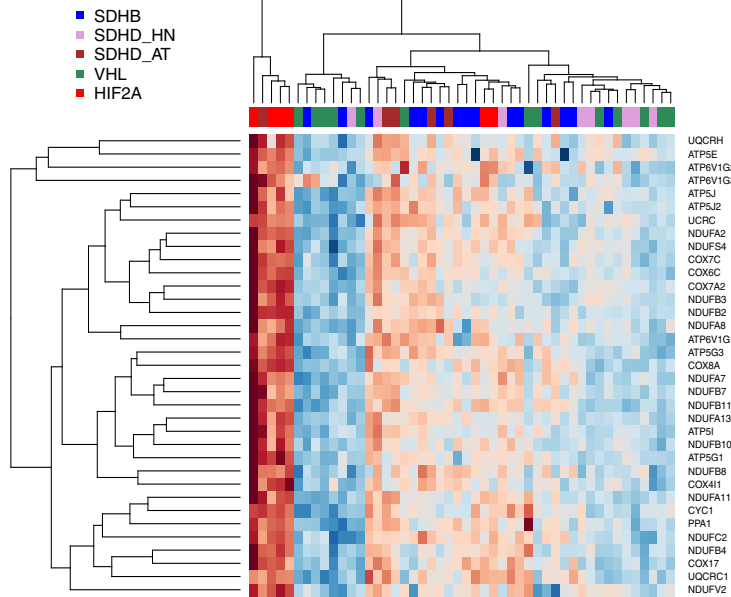 SDHB
SDHD_HN
SDHD_AT
VHL
HIF2A
UQCRH
ATP5E
ATP6V1G2
ATP6V1G
ATP5J
ATP5J2
UCRC
NDUFA2
NDUFS4
COX7C
COX6C
COX7A2
NDUFB3
NDUFB2
NDUFA8
ATP6V1G
ATP5G3
COX8A
NDUFA7
NDUFB7
NDUFB11
NDUFA13
ATP5I
NDUFB10
ATP5G1
NDUFB8
COX4I1
NDUFA11
CYC1
PPA1
NDUFC2
NDUFB4
COX17
UQCRC1
NDUFV2